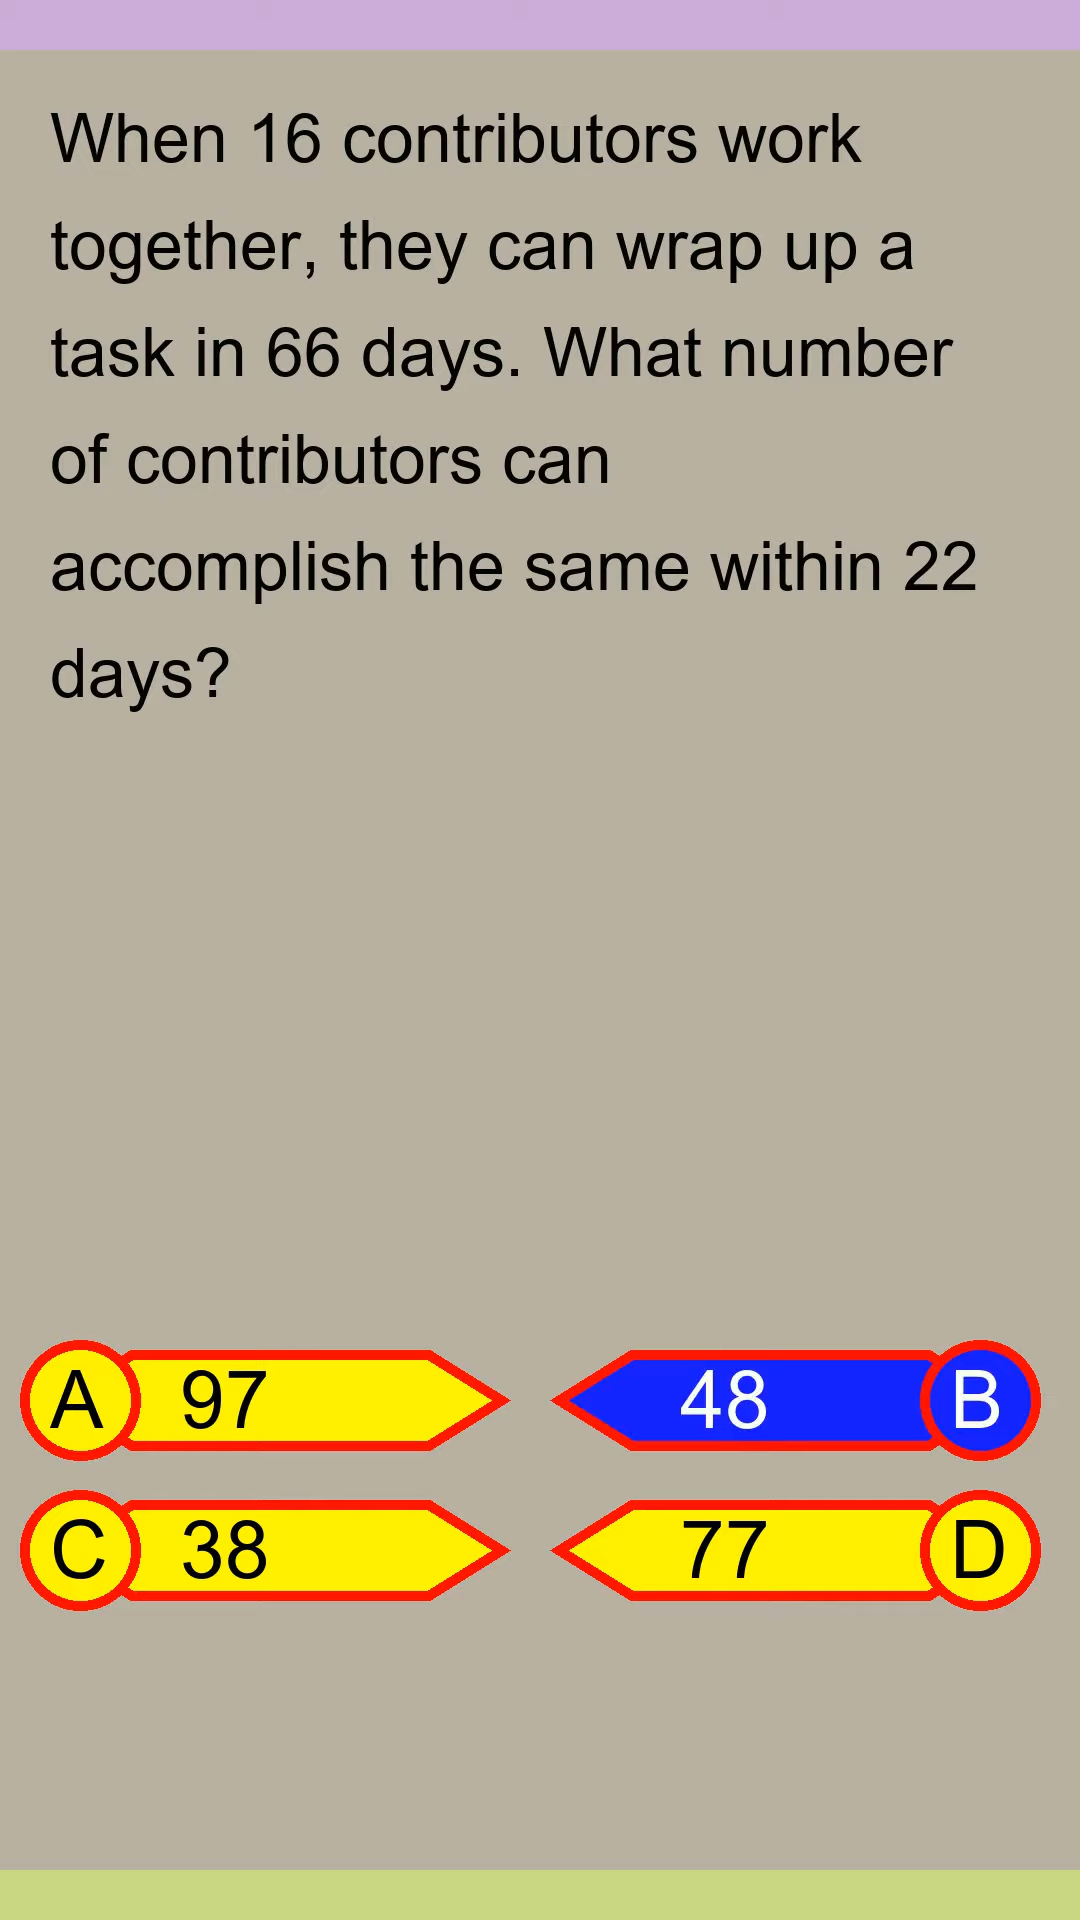 When 16 contributors work
together, they can wrap up a
task in 66 days. What number
of contributors can
accomplish the same within 22
days?
A 97
48 B
C 38
77 D